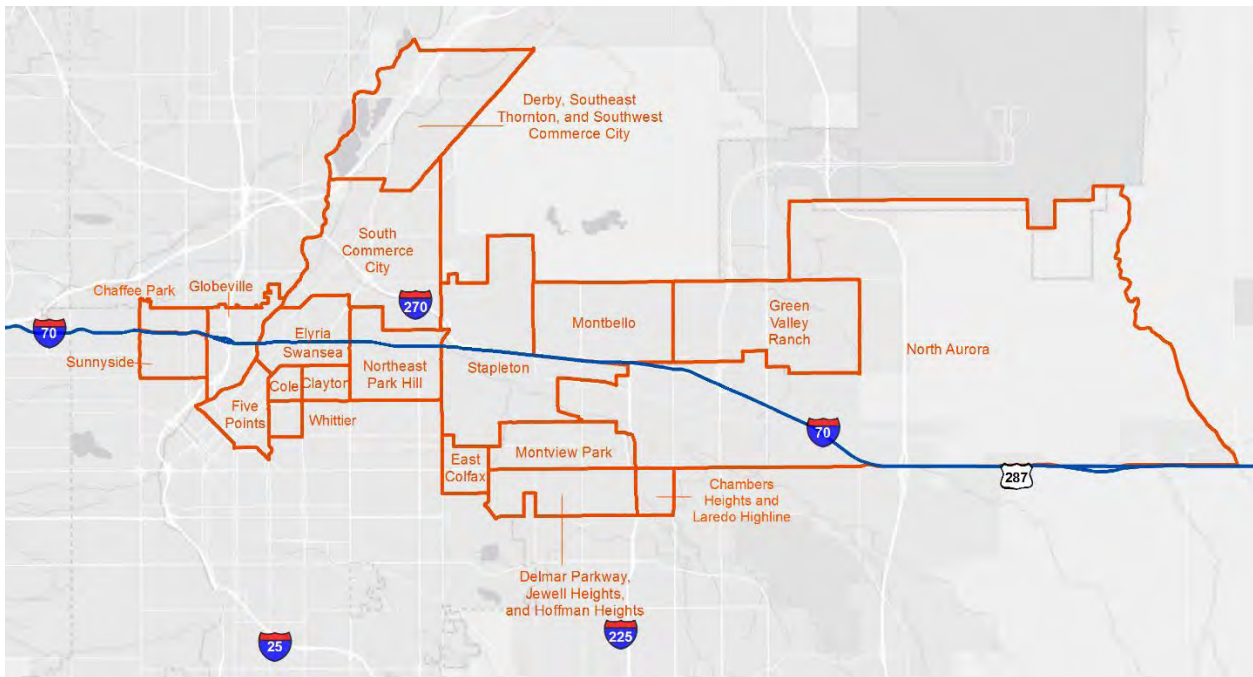 Derby, Southeast
Thornton, and Southwest
Commerce City
South
Commerce
City
Chaffee Park
Globeville
270
70
Elyria
Swansea
Montbello
Green
Valley
Ranch
North Aurora
Sunnyside
Northeast
Park Hill
Stapleton
Cole
Clayton
Five
Points
Whittier
70
East
Colfax
Montview Park
287
Chambers
Heights and
Laredo Highline
Delmar Parkway,
Jewell Heights,
and Hoffman Heights
25
225